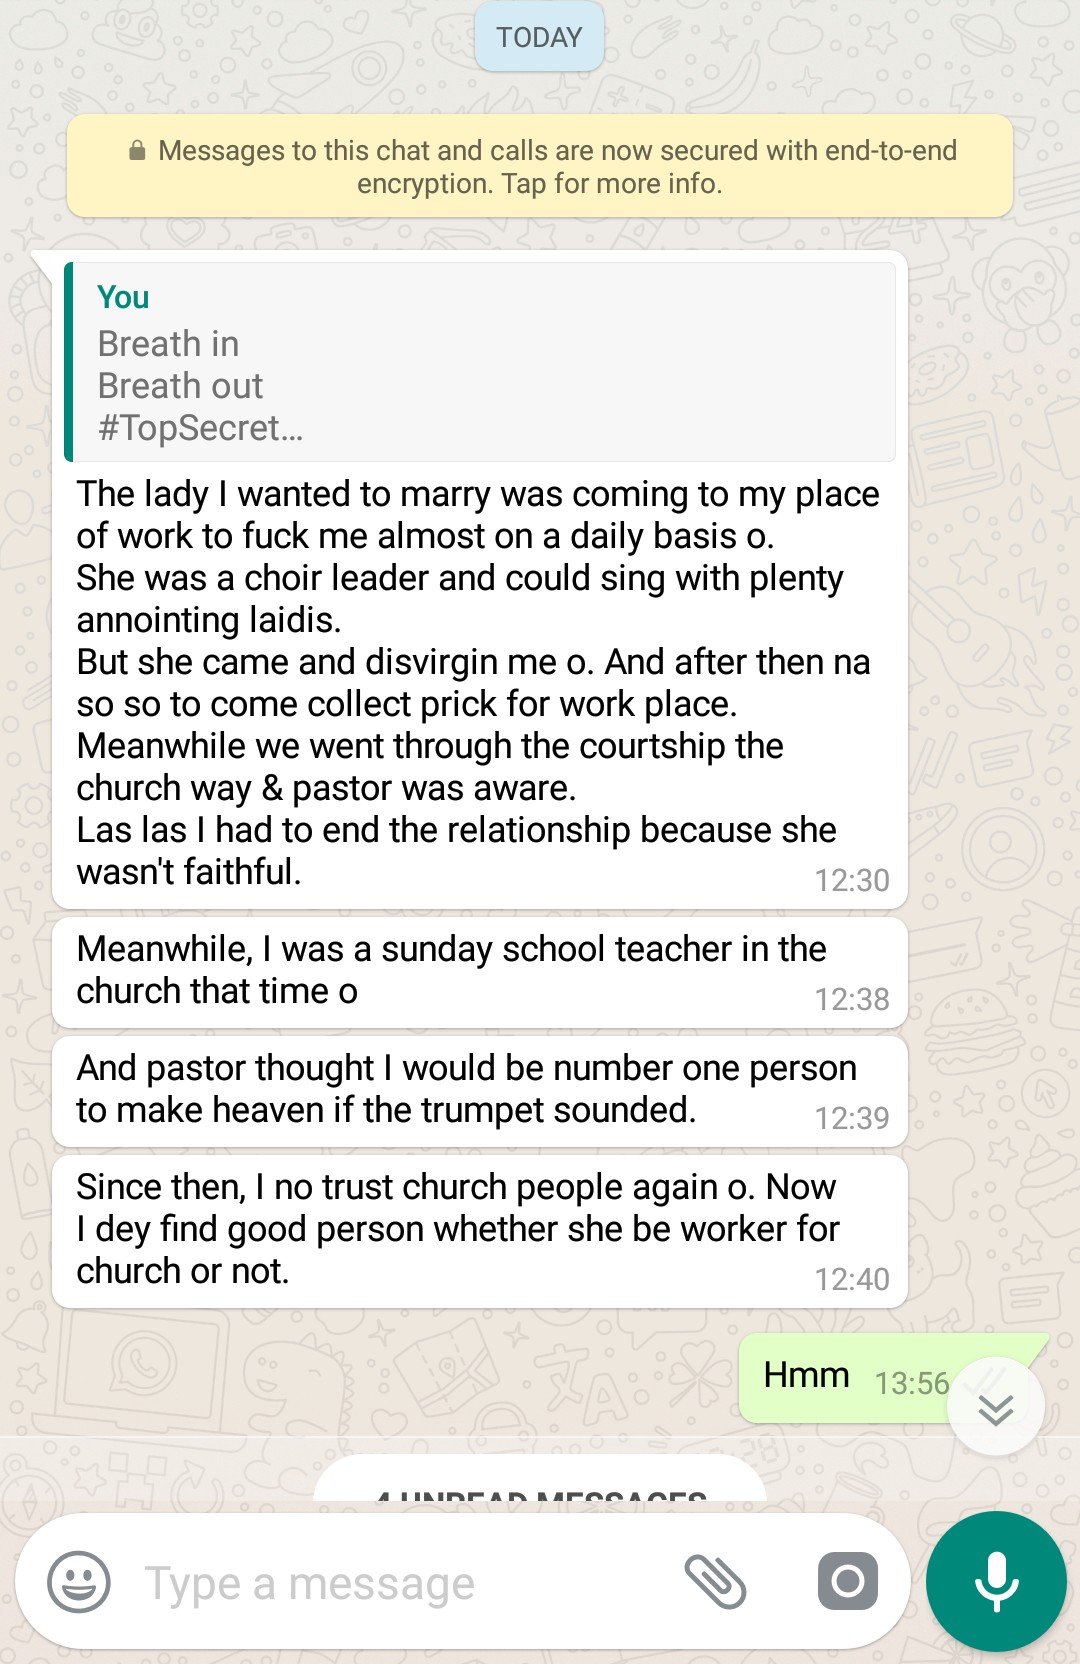 TODAY
Messages to this chat and calls are now secured with end-to-end
encryption. Tap for more info.
You
Breath in
Breath out
#TopSecret...
The lady I wanted to marry was coming to my place
of work to fuck me almost on a daily basis o.
She was a choir leader and could sing with plenty
annointing laidis.
But she came and disvirgin me o. And after then na
so so to come collect prick for work place.
Meanwhile we went through the courtship the
church way & pastor was aware.
Las las I had to end the relationship because she
wasn't faithful.
12:30
Meanwhile, I was a sunday school teacher in the
church that time o
12:38
And pastor thought I would be number one person
to make heaven if the trumpet sounded.
12:39
Since then, I no trust church people again o. Now
I dey find good person whether she be worker for
church or not.
12:40
Hmm 13:56
4 UNREAD MESSAGES
Type a message